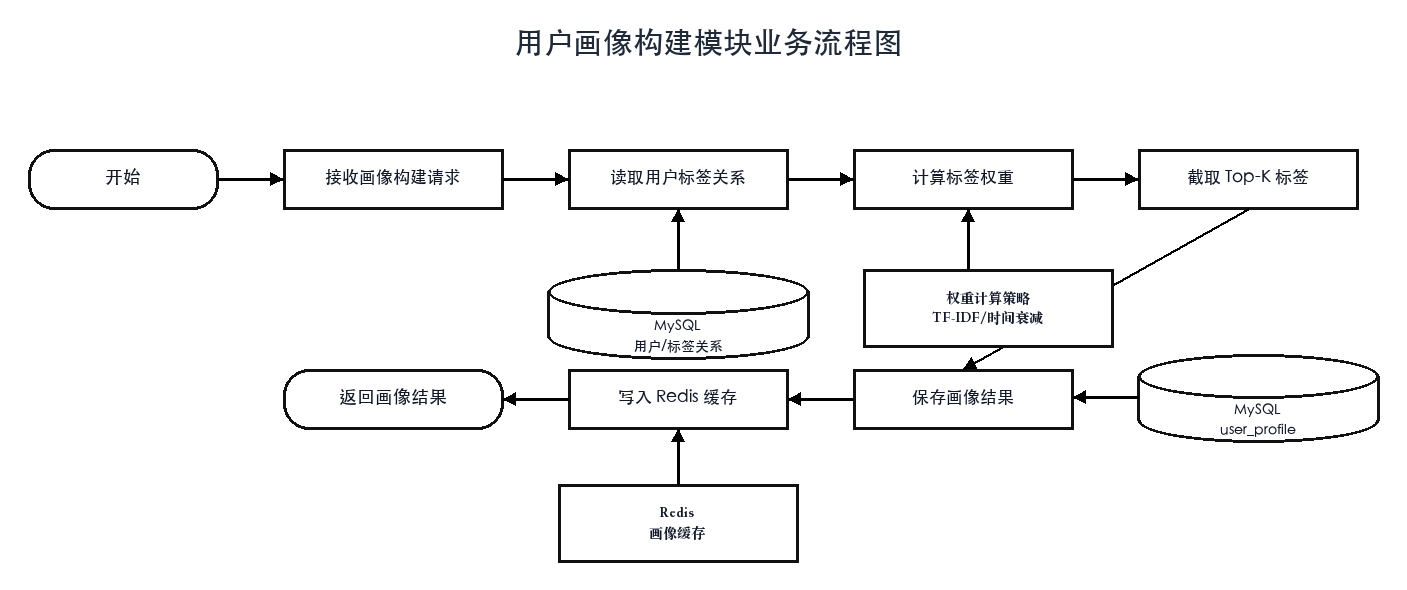 用户画像构建模块业务流程图
开始
接收画像构建请求
读取用户标签关系
计算标签权重
截取 Top-K 标签
MySQL
用户/标签关系
权重计算策略
TF-IDF/时间衰减
返回画像结果
写入 Redis 缓存
保存画像结果
MySQL
user_profile
Redis
画像缓存